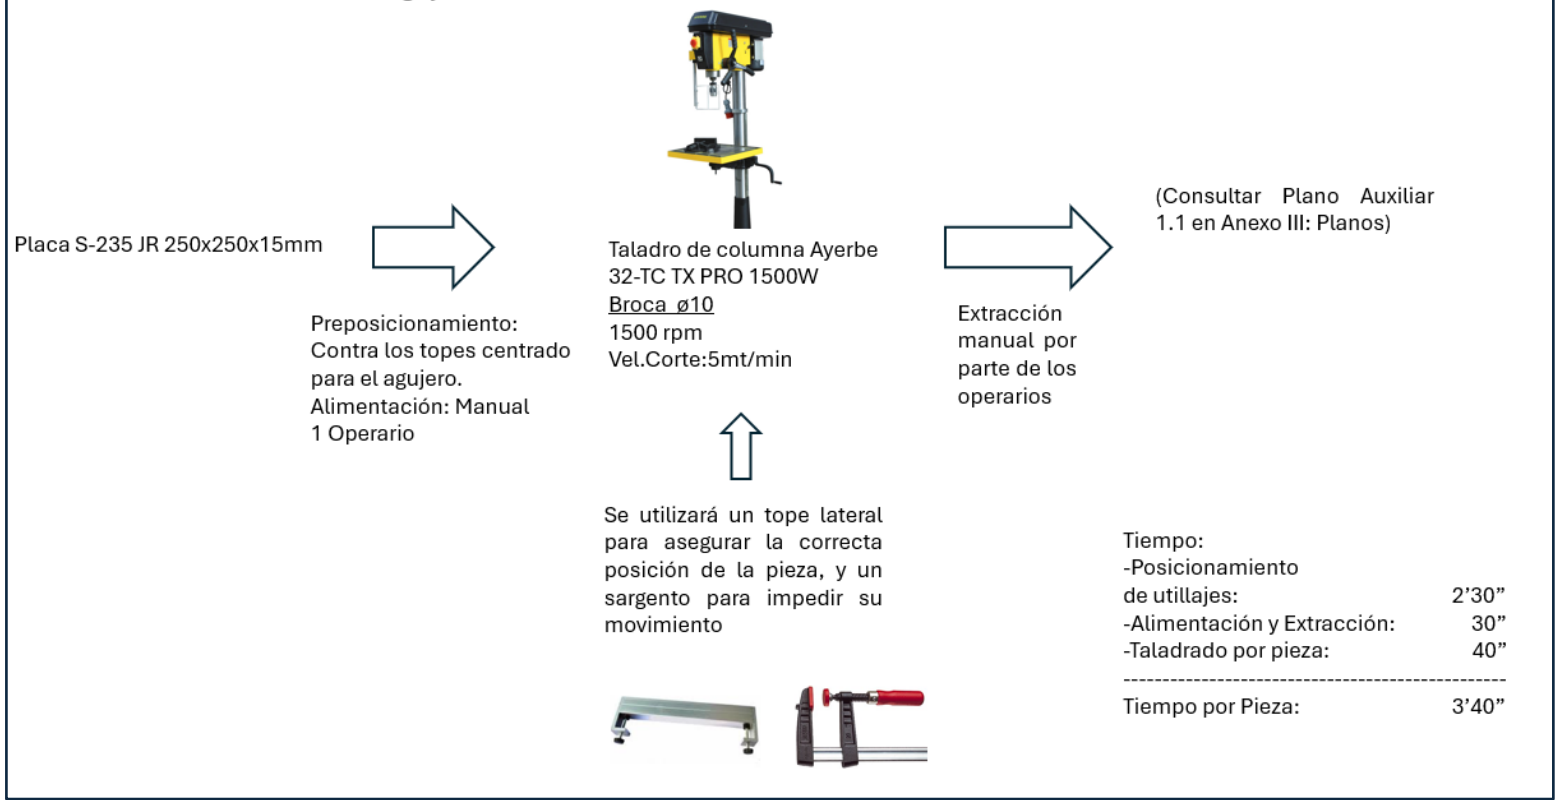 Placa S-235 JR 250x250x15mm
Preposicionamiento:
Contra los topes centrado
para el agujero.
Alimentación: Manual
1 Operario
Taladro de columna Ayerbe
32-TC TX PRO 1500W
Broca ø10
1500 rpm
Vel.Corte:5mt/min
Se utilizará un tope lateral
para asegurar la correcta
posición de la pieza, y un
sargento para impedir su
movimiento
Extracción
manual por
parte de los
operarios
(Consultar Plano Auxiliar
1.1 en Anexo III: Planos)
Tiempo:
-Posicionamiento
de utillajes: 2’30”
-Alimentación y Extracción: 30”
-Taladrado por pieza: 40”
-------------------------------------------------
Tiempo por Pieza: 3’40”